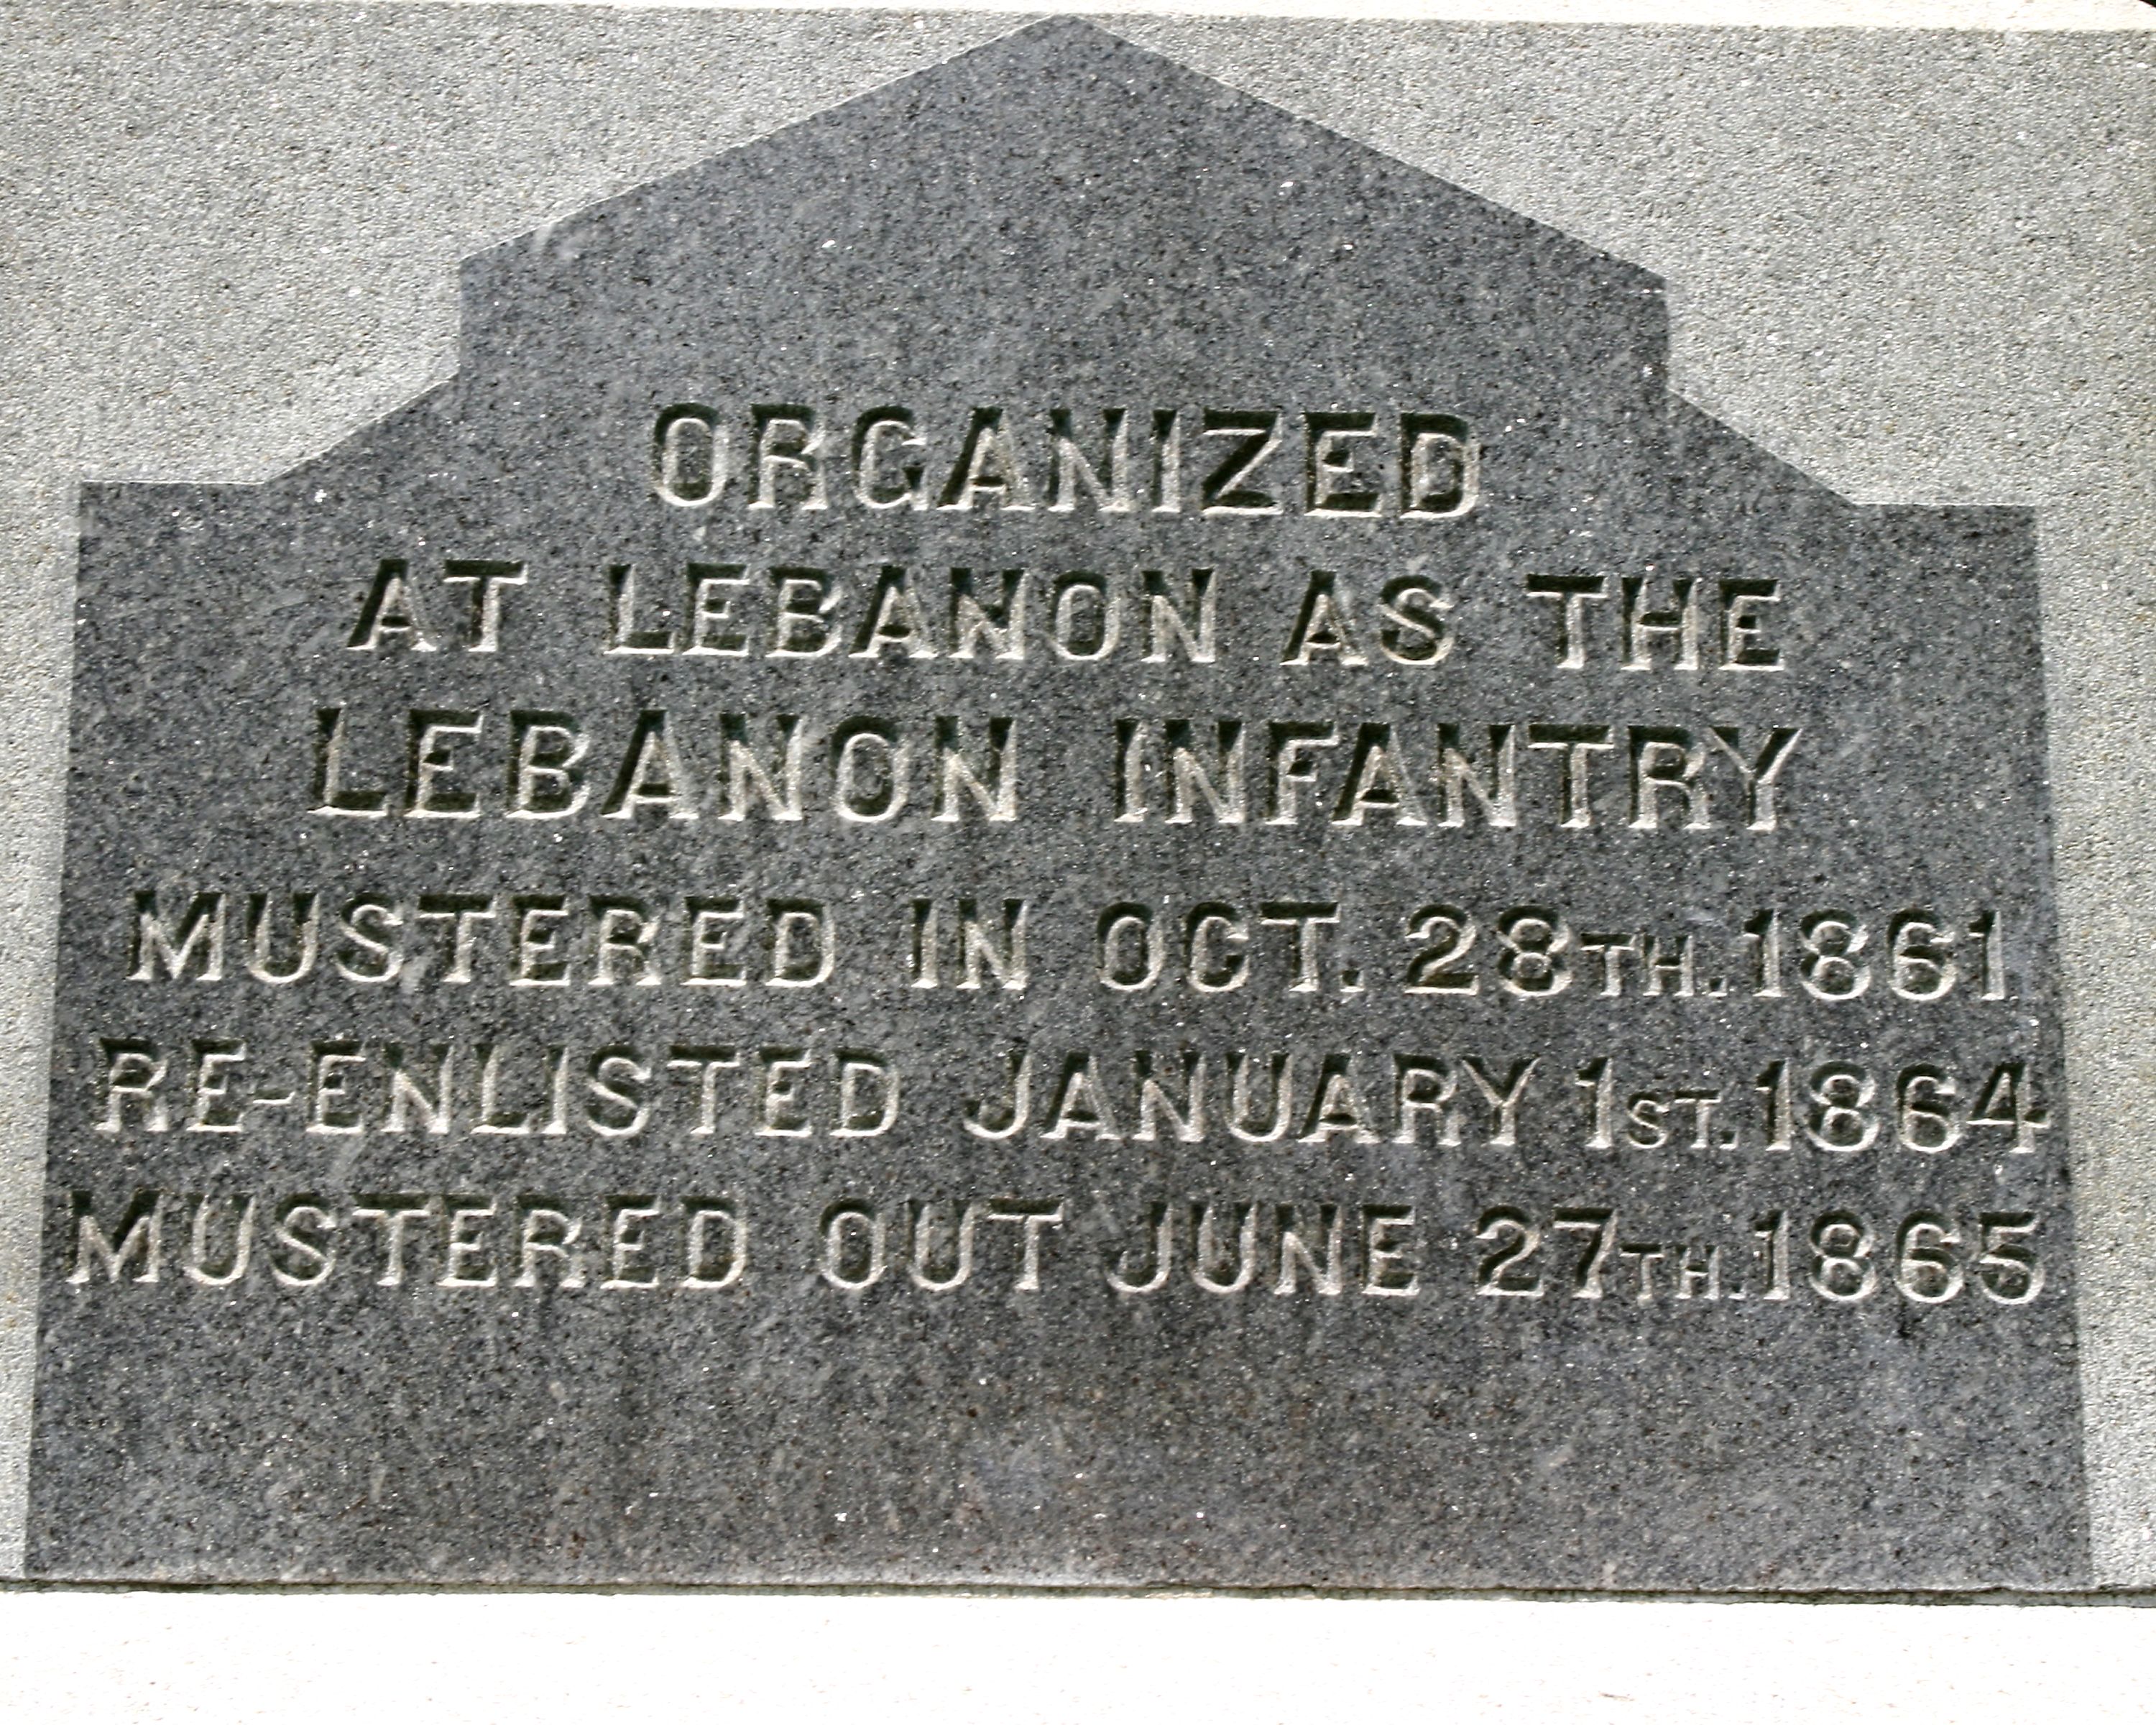 ORGANIZED
AT LEBANON AS THE
LEBANON INFANTRY
MUSTERED IN OCT. 28TH. 1861
RE-ENLISTED JANUARY 1ST. 1864
MUSTERED OUT JUNE 27TH. 1865